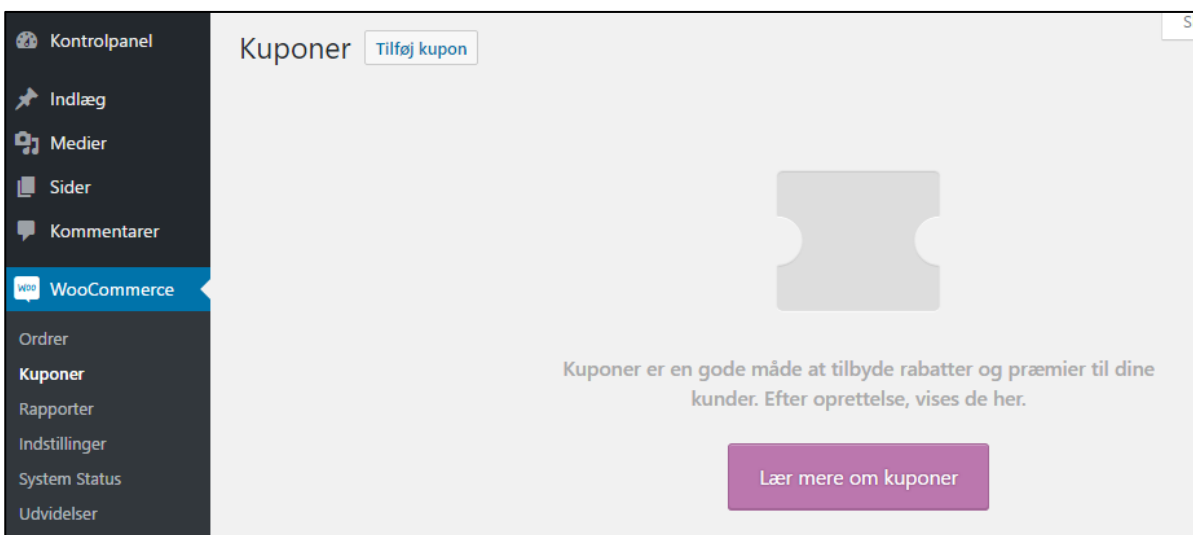 Kontrolpanel
Kuponer Tilføj kupon
S
Indlæg
Medier
Sider
Kommentarer
Woo WooCommerce
Ordrer
Kuponer
Rapporter
Indstillinger
System Status
Udvidelser
Kuponer er en gode måde at tilbyde rabatter og præmier til dine
kunder. Efter oprettelse, vises de her.
Lær mere om kuponer